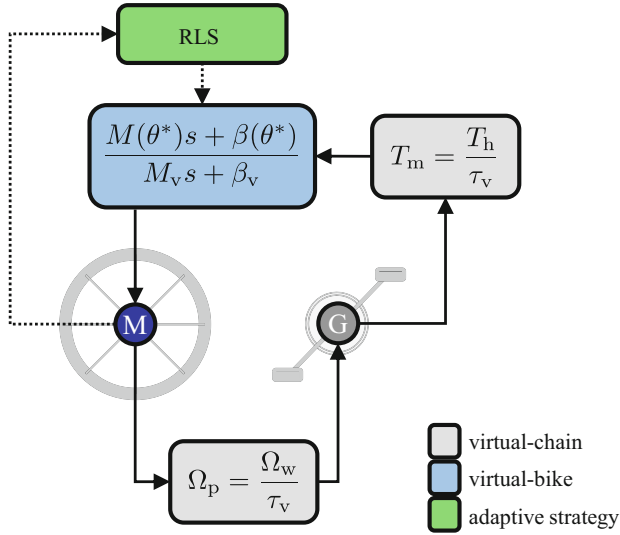 RLS
M(θ*)s + β(θ*)
M_v s + β_v
T_m = T_h / τ_v
M
G
Ω_p = Ω_w / τ_v
virtual-chain
virtual-bike
adaptive strategy